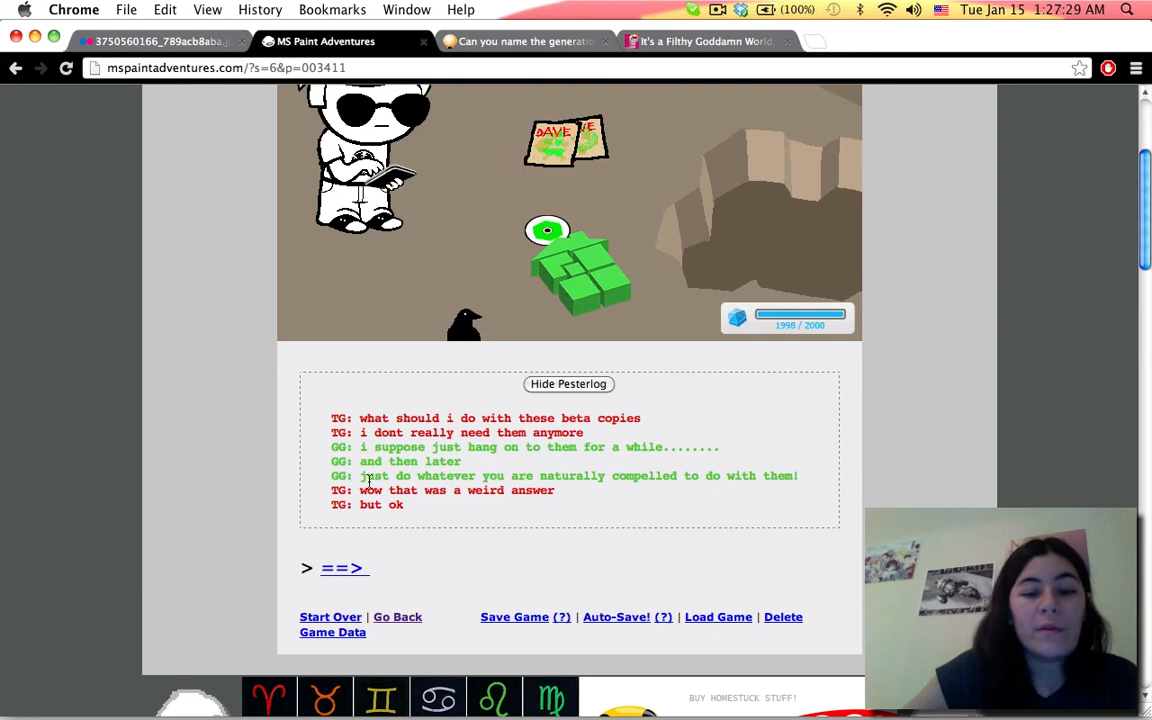 Chrome File Edit View History Bookmarks Window Help (100%) Tue Jan 15 1:27:29 AM
3750560166_789acb8aba.j MS Paint Adventures Can you name the generatio It's a Filthy Goddamn World
mspaintadventures.com/?s=6&p=003411
DAVE VE
1998 / 2000
Hide Pesterlog
TG: what should i do with these beta copies
TG: i dont really need them anymore
GG: i suppose just hang on to them for a while........
GG: and then later
GG: just do whatever you are naturally compelled to do with them!
TG: wow that was a weird answer
TG: but ok
> ==>
Start Over | Go Back Save Game (?) | Auto-Save! (?) | Load Game | Delete
Game Data
BUY HOMESTUCK STUFF!